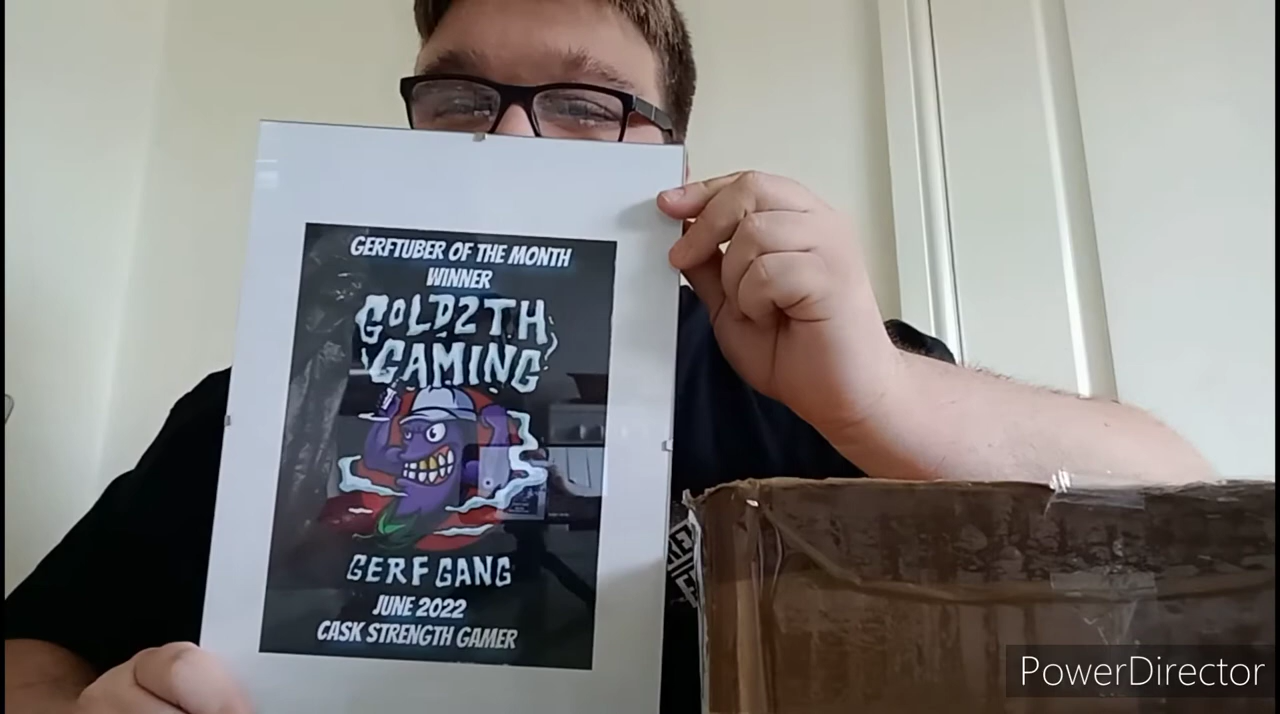 GERFTUBER OF THE MONTH
WINNER
GOLD2TH
GAMING
GERF GANG
JUNE 2022
CASK STRENGTH GAMER
PowerDirector